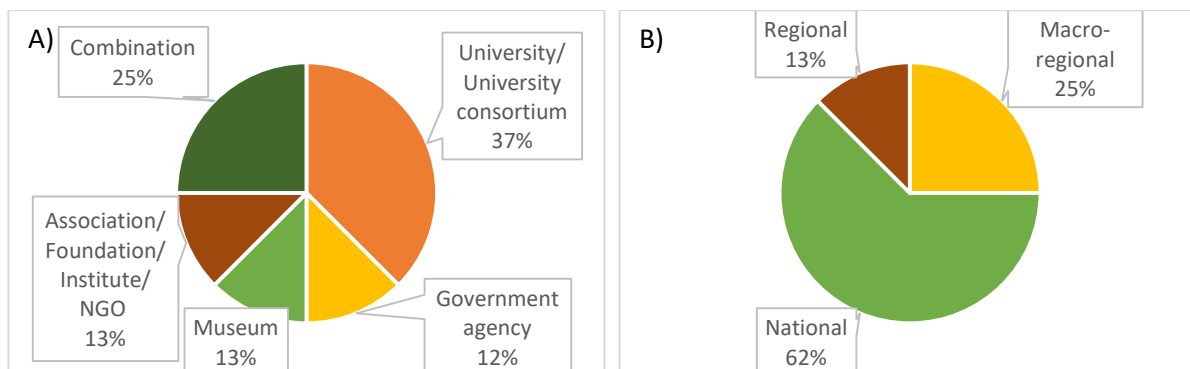 A)
Combination
25%
University/
University
consortium
37%
Association/
Foundation/
Institute/
NGO
13%
Museum
13%
Government
agency
12%
B)
Regional
13%
Macro-
regional
25%
National
62%